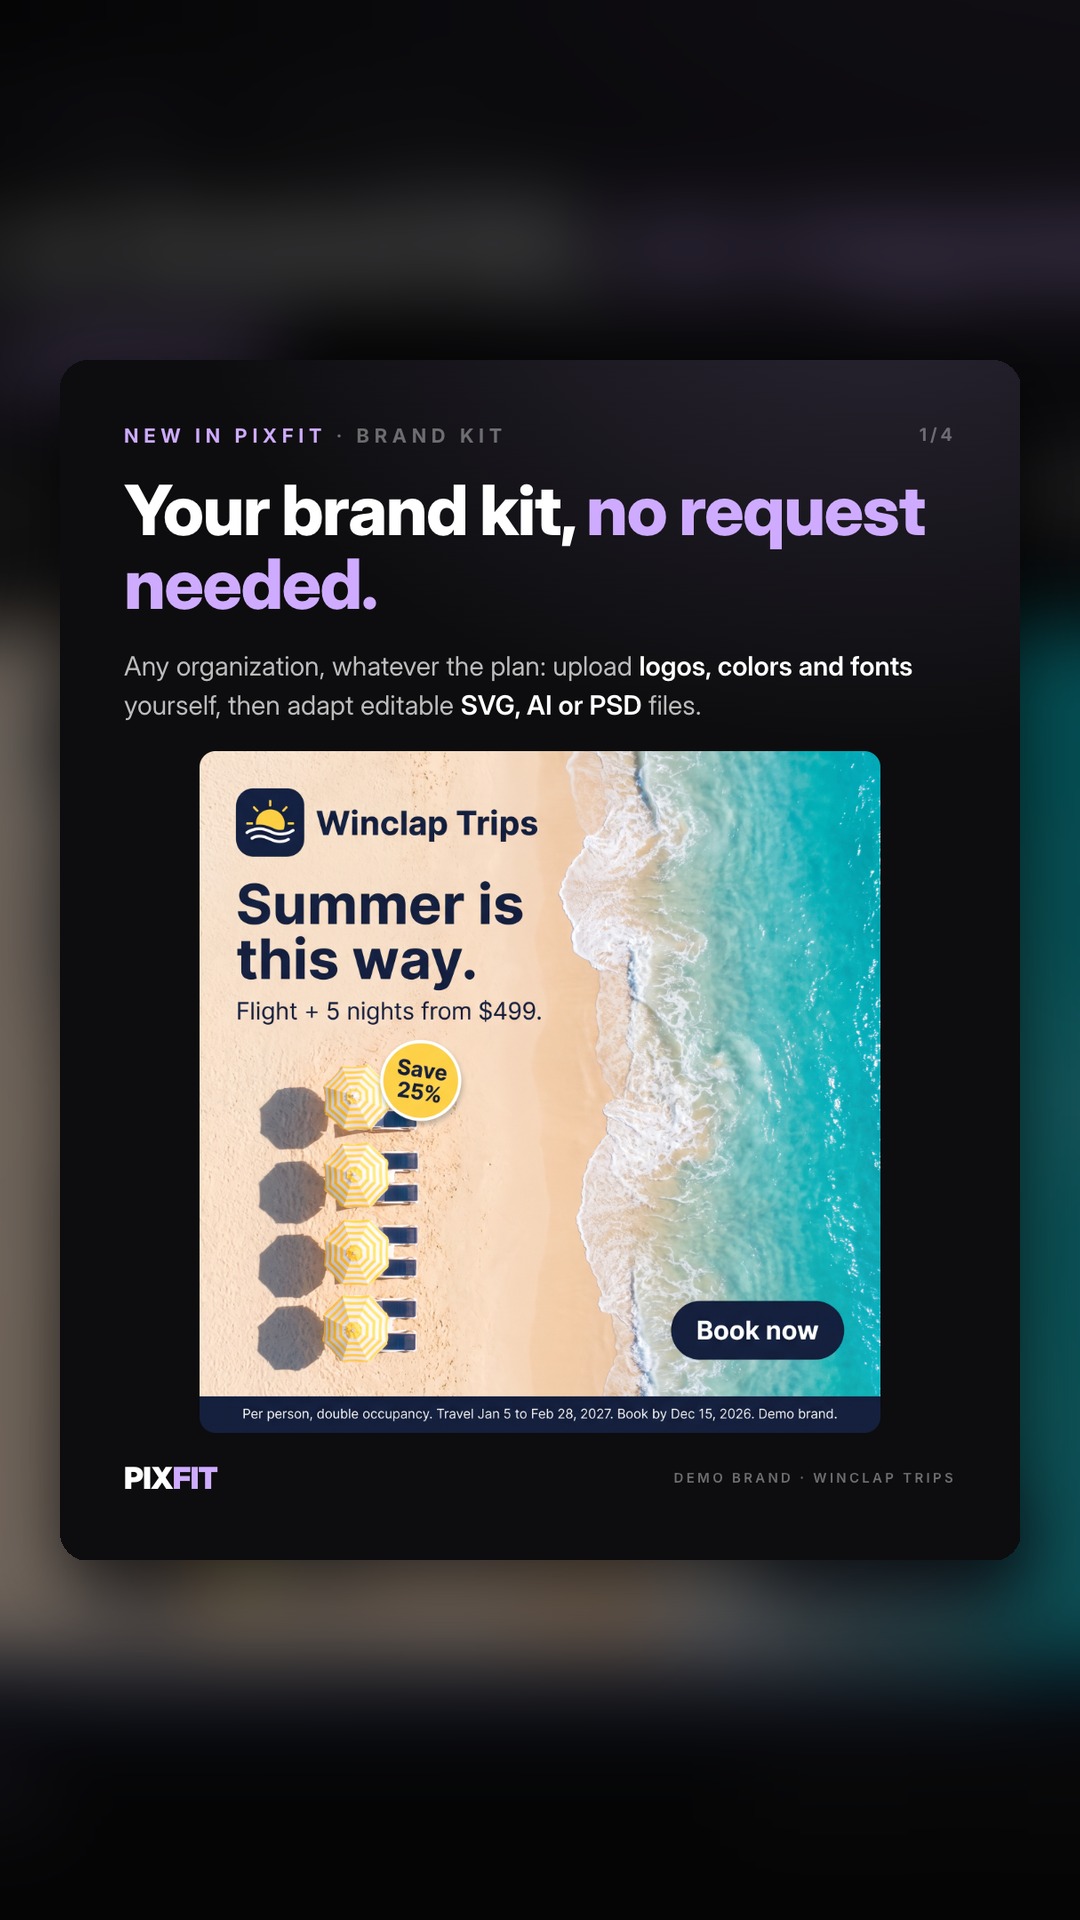 NEW IN PIXFIT · BRAND KIT
1/4
Your brand kit, no request
needed.
Any organization, whatever the plan: upload logos, colors and fonts
yourself, then adapt editable SVG, AI or PSD files.
Winclap Trips
Summer is
this way.
Flight + 5 nights from $499.
Save
25%
Book now
Per person, double occupancy. Travel Jan 5 to Feb 28, 2027. Book by Dec 15, 2026. Demo brand.
PIXFIT
DEMO BRAND · WINCLAP TRIPS